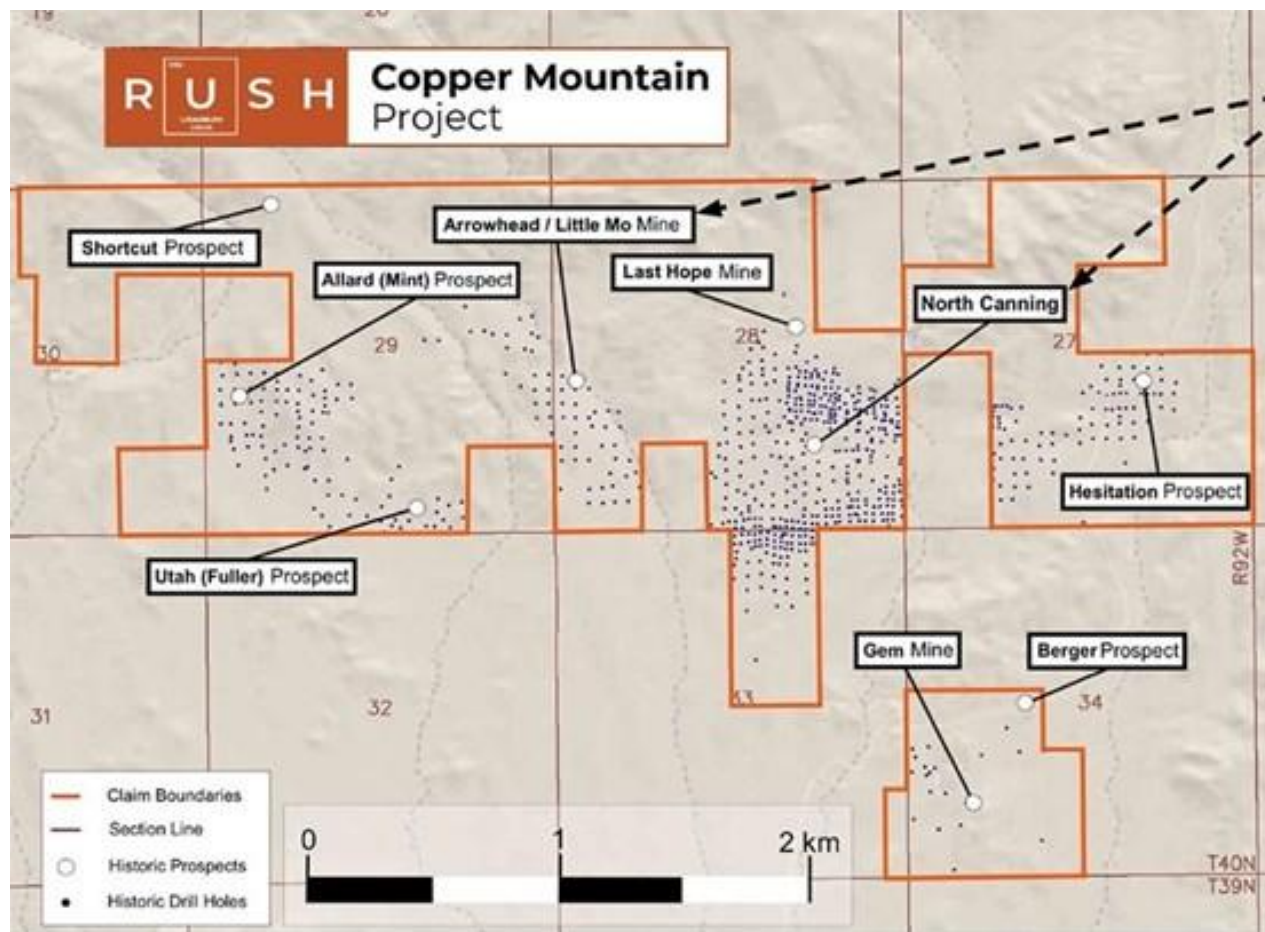 19
20
R U S H
Copper Mountain
Project
Shortcut Prospect
Arrowhead / Little Mo Mine
Allard (Mint) Prospect
Last Hope Mine
North Canning
30
29
28
27
Hesitation Prospect
Utah (Fuller) Prospect
R92W
Gem Mine
Berger Prospect
31
32
33
34
Claim Boundaries
Section Line
Historic Prospects
Historic Drill Holes
0
1
2 km
T40N
T39N